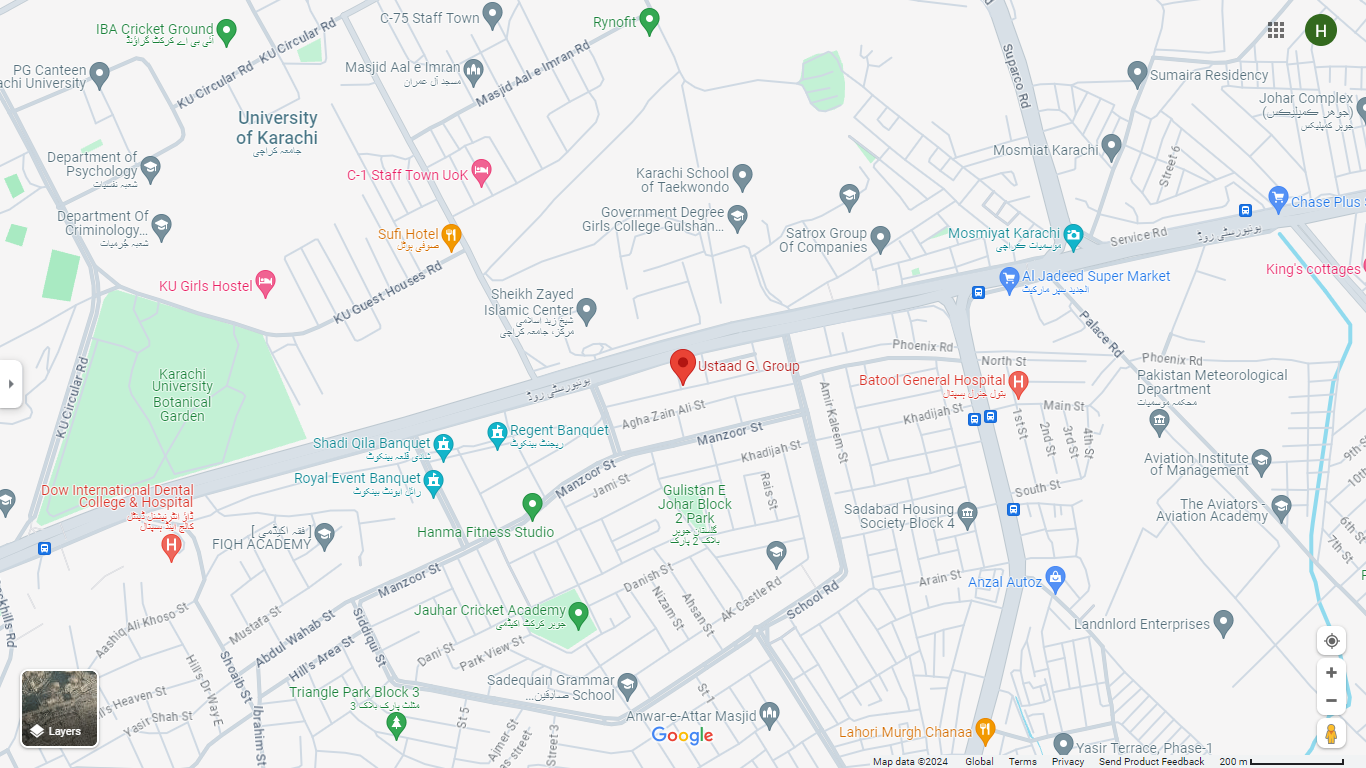 C-75 Staff Town
Rynofit
IBA Cricket Ground
آئی بی اے کرکٹ گراؤنڈ
KU Circular Rd
H
PG Canteen
achi University
Masjid Aal e Imran
مسجد آل عمران
Masjid Aal e Imran Rd
Suparco Rd
Sumaira Residency
KU Circular Rd
Johar Complex
(جوہر کمپلیکس)
جوہر کمپلیکس
University
of Karachi
جامعہ کراچی
Mosmiat Karachi
Street 6
Department of
Psychology
شعبہ نفسیات
C-1 Staff Town UoK
Karachi School
of Taekwondo
Department Of
Criminology...
شعبہ جُرمیات
Government Degree
Girls College Gulshan...
Chase Plus S
Sufi Hotel
صوفی ہوٹل
Satrox Group
Of Companies
Mosmiyat Karachi
موسمیات کراچی
Service Rd
یونیورسٹی روڈ
KU Girls Hostel
KU Guest Houses Rd
King's cottages
Al Jadeed Super Market
الجدید سپر مارکیٹ
Sheikh Zayed
Islamic Center
شیخ زید اسلامی
مرکز، جامعہ کراچی
Palace Rd
Phoenix Rd
North St
Phoenix Rd
Ustaad G. Group
Karachi
University
Botanical
Garden
KU Circular Rd
یونیورسٹی روڈ
Batool General Hospital
بتول جنرل ہسپتال
Pakistan Meteorological
Department
محکمہ موسمیات
Agha Zain Ali St
Amir Kaleem St
Khadijah St
1st St
2nd St
3rd St
4th St
Main St
Regent Banquet
ریجنٹ بینکوٹ
Shadi Qila Banquet
شادی قلعہ بینکوٹ
Manzoor St
Khadijah St
9th St
Aviation Institute
of Management
Royal Event Banquet
رائل ایونٹ بینکوٹ
Manzoor St
Jami St
Rais St
10th St
South St
Dow International Dental
College & Hospital
ڈاؤ انٹرنیشنل ڈینٹل
کالج اینڈ ہسپتال
Gulistan E
Johar Block
2 Park
گلستان جوہر
بلاک 2 پارک
Sadabad Housing
Society Block 4
The Aviators -
Aviation Academy
[ فقہ اکیڈمی ]
FIQH ACADEMY
Hanma Fitness Studio
6th St
7th St
Manzoor St
Danish St
AK Castle Rd
School Rd
Arain St
Anzal Autoz
Nizam St
Ahsan St
Jauhar Cricket Academy
جوہر کرکٹ اکیڈمی
Aashiq Ali Khoso St
Mustafa St
Abdul Wahab St
Siddiqui St
Landnlord Enterprises
Hill's Area St
Dani St
Park View St
Shoaib St
Hill's Dr Way E
Sadequain Grammar
School صادقین...
Triangle Park Block 3
مثلث پارک بلاک 3
St 1
St 5
Ajmer St
Street 3
Anwar-e-Attar Masjid
Yasir Shah St
Ibrahim St
Layers
Google
Lahori Murgh Chanaa
Yasir Terrace, Phase-1
Map data ©2024
Global
Terms
Privacy
Send Product Feedback
200 m